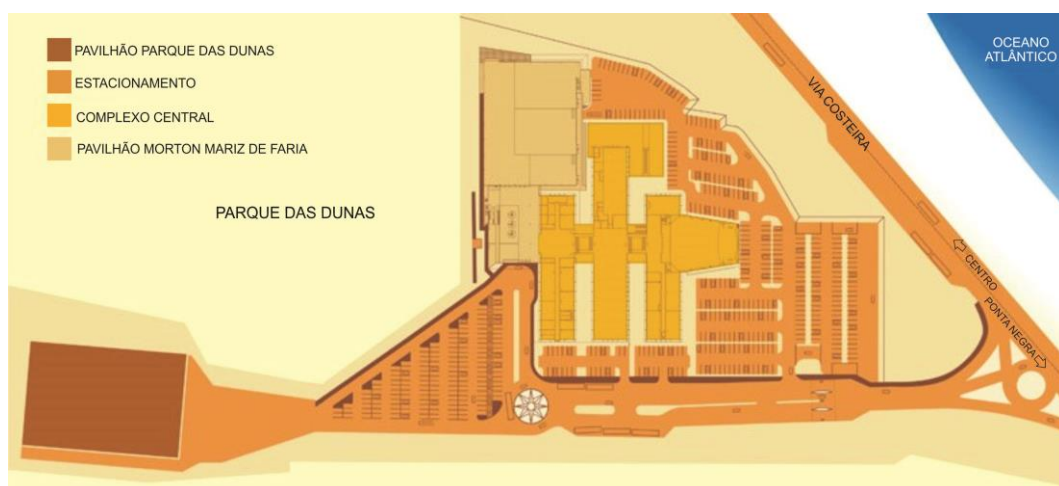 PAVILHÃO PARQUE DAS DUNAS
ESTACIONAMENTO
COMPLEXO CENTRAL
PAVILHÃO MORTON MARIZ DE FARIA
PARQUE DAS DUNAS
OCEANO
ATLÂNTICO
VIA COSTEIRA
CENTRO
PONTA NEGRA